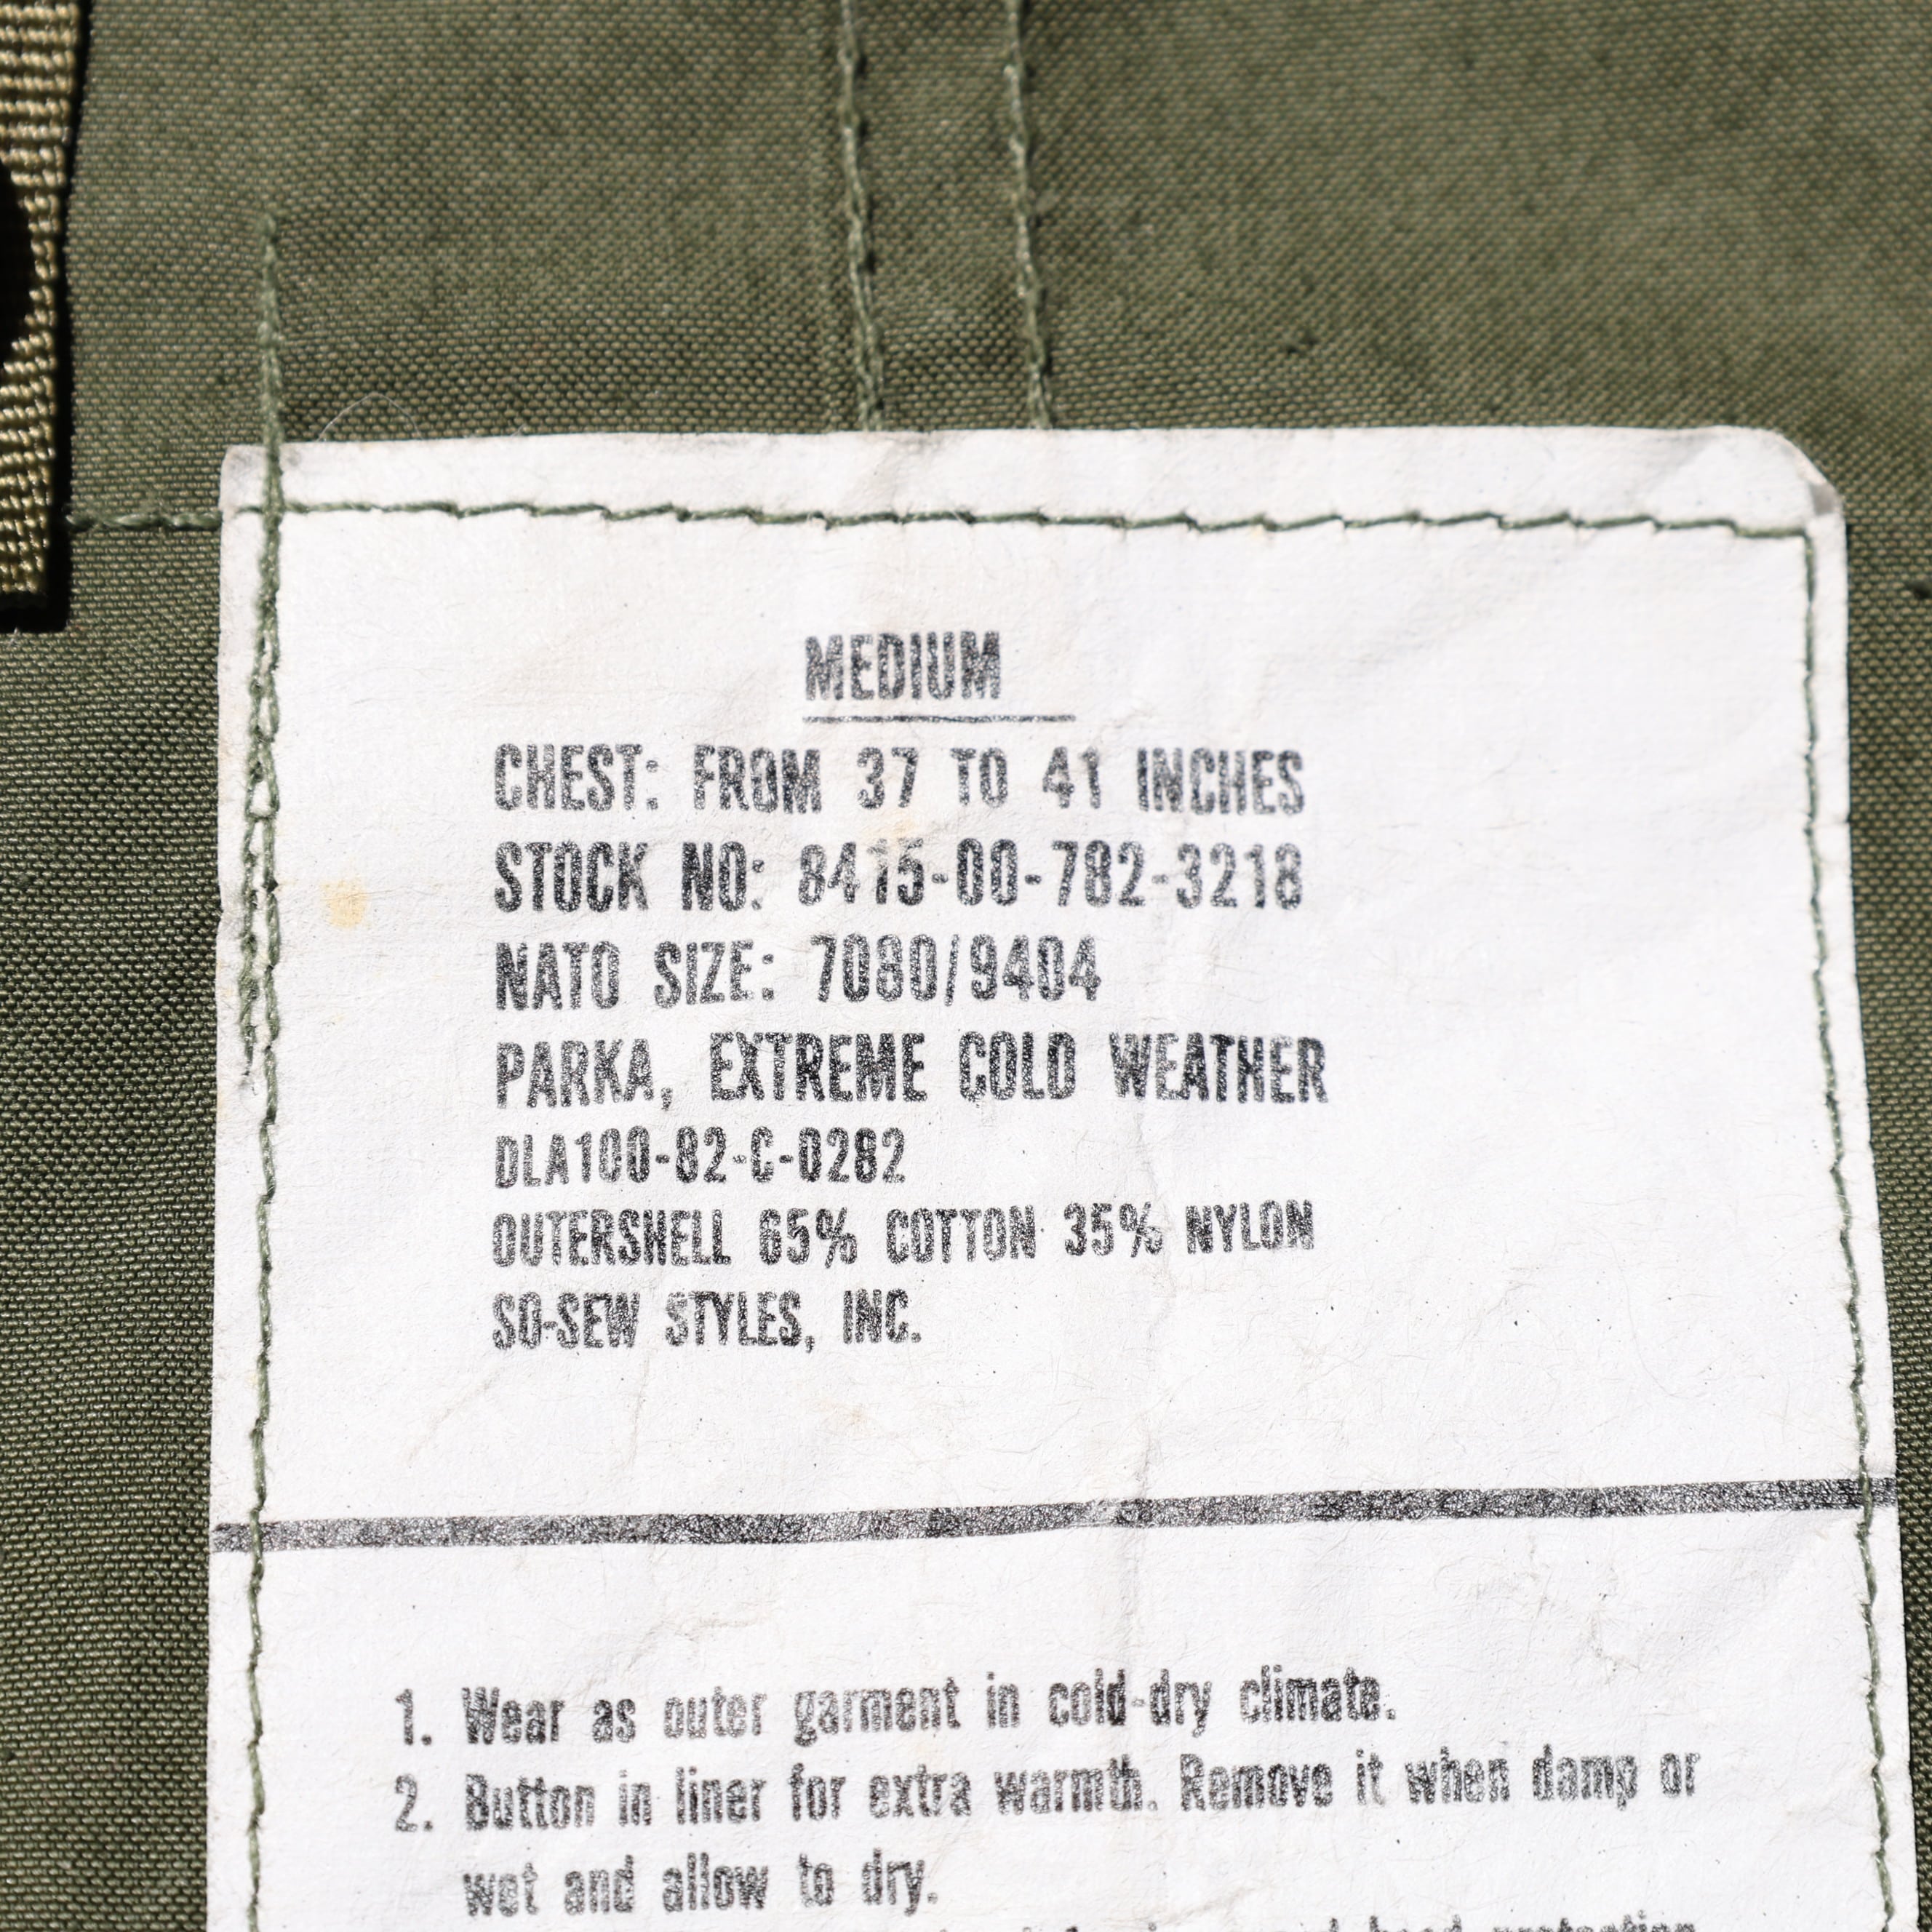 MEDIUM
CHEST: FROM 37 TO 41 INCHES
STOCK NO: 8415-00-782-3218
NATO SIZE: 7080/9404
PARKA, EXTREME COLD WEATHER
DLA100-82-C-0282
OUTERSHELL 65% COTTON 35% NYLON
SO-SEW STYLES, INC.
1. Wear as outer garment in cold-dry climate.
2. Button in liner for extra warmth. Remove it when damp or
wet and allow to dry.
head protection